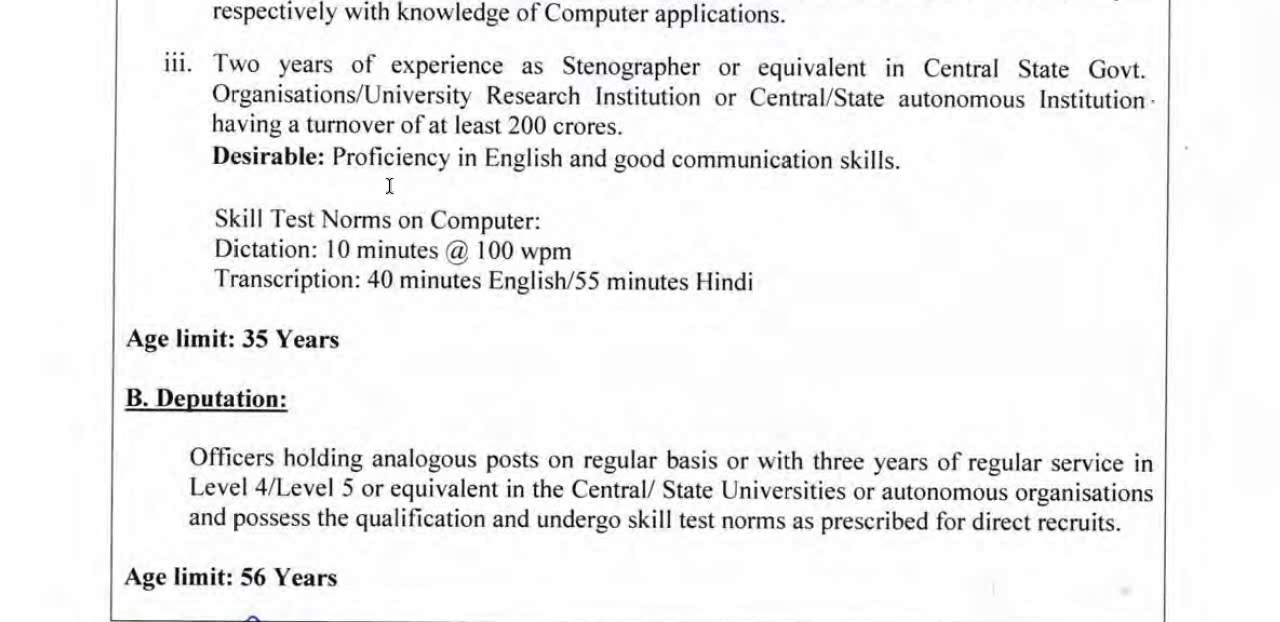 respectively with knowledge of Computer applications.
iii. Two years of experience as Stenographer or equivalent in Central State Govt.
Organisations/University Research Institution or Central/State autonomous Institution
having a turnover of at least 200 crores.
Desirable: Proficiency in English and good communication skills.
Skill Test Norms on Computer:
Dictation: 10 minutes @ 100 wpm
Transcription: 40 minutes English/55 minutes Hindi
Age limit: 35 Years
B. Deputation:
Officers holding analogous posts on regular basis or with three years of regular service in
Level 4/Level 5 or equivalent in the Central/ State Universities or autonomous organisations
and possess the qualification and undergo skill test norms as prescribed for direct recruits.
Age limit: 56 Years